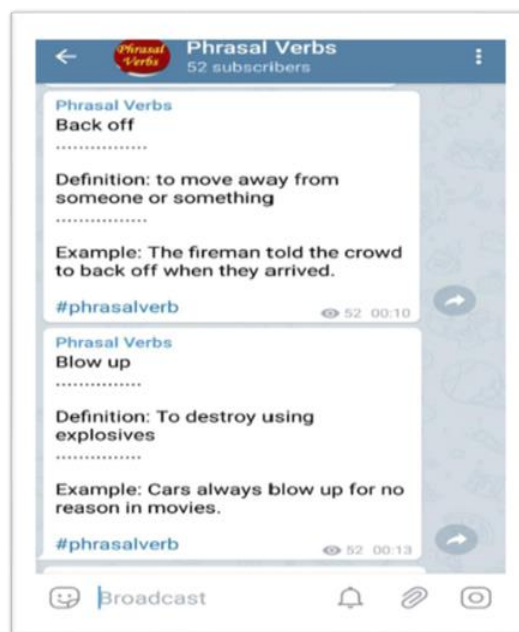 Phrasal Verbs
Phrasal
Verbs
52 subscribers
Phrasal Verbs
Back off
................
Definition: to move away from
someone or something
................
Example: The fireman told the crowd
to back off when they arrived.
#phrasalverb
52 00:10
Phrasal Verbs
Blow up
...............
Definition: To destroy using
explosives
...............
Example: Cars always blow up for no
reason in movies.
#phrasalverb
52 00:13
Broadcast